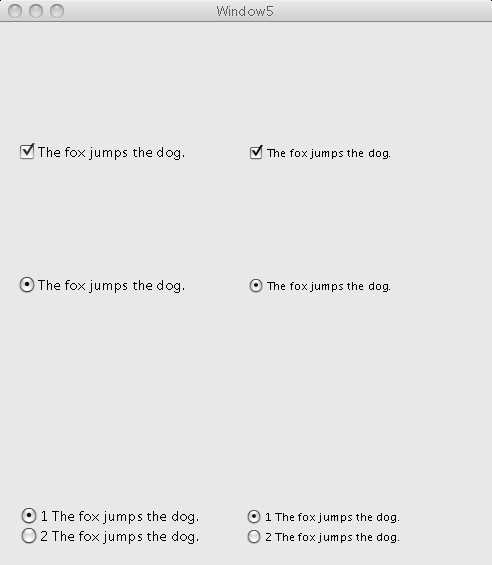 Window5
The fox jumps the dog. The fox jumps the dog.
The fox jumps the dog. The fox jumps the dog.
1 The fox jumps the dog. 1 The fox jumps the dog.
2 The fox jumps the dog. 2 The fox jumps the dog.